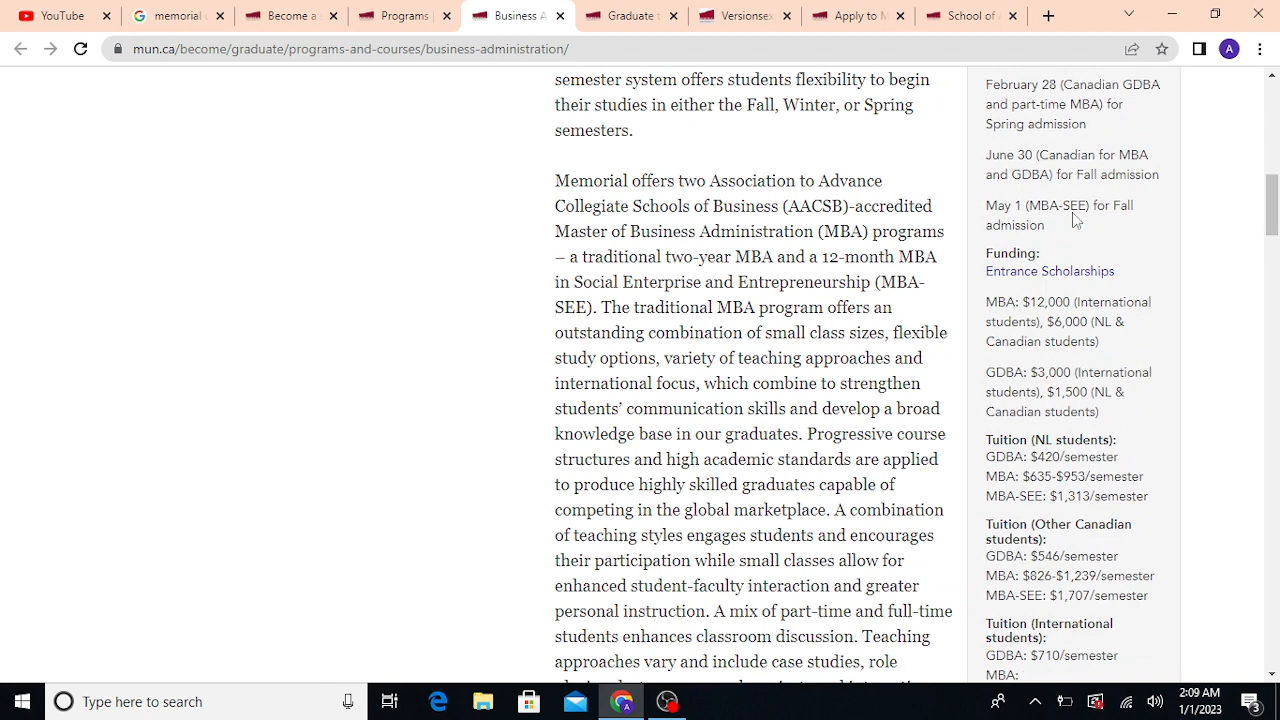 YouTube
memorial u
Become a
Programs
Business A
Graduate t
Versionsex
Apply to M
School of
mun.ca/become/graduate/programs-and-courses/business-administration/
A
semester system offers students flexibility to begin
their studies in either the Fall, Winter, or Spring
semesters.
Memorial offers two Association to Advance
Collegiate Schools of Business (AACSB)-accredited
Master of Business Administration (MBA) programs
– a traditional two-year MBA and a 12-month MBA
in Social Enterprise and Entrepreneurship (MBA-
SEE). The traditional MBA program offers an
outstanding combination of small class sizes, flexible
study options, variety of teaching approaches and
international focus, which combine to strengthen
students’ communication skills and develop a broad
knowledge base in our graduates. Progressive course
structures and high academic standards are applied
to produce highly skilled graduates capable of
competing in the global marketplace. A combination
of teaching styles engages students and encourages
their participation while small classes allow for
enhanced student-faculty interaction and greater
personal instruction. A mix of part-time and full-time
students enhances classroom discussion. Teaching
approaches vary and include case studies, role
February 28 (Canadian GDBA
and part-time MBA) for
Spring admission
June 30 (Canadian for MBA
and GDBA) for Fall admission
May 1 (MBA-SEE) for Fall
admission
Funding:
Entrance Scholarships
MBA: $12,000 (International
students), $6,000 (NL &
Canadian students)
GDBA: $3,000 (International
students), $1,500 (NL &
Canadian students)
Tuition (NL students):
GDBA: $420/semester
MBA: $635-$953/semester
MBA-SEE: $1,313/semester
Tuition (Other Canadian
students):
GDBA: $546/semester
MBA: $826-$1,239/semester
MBA-SEE: $1,707/semester
Tuition (International
students):
GDBA: $710/semester
MBA:
Type here to search
2:09 AM
1/1/2023
3